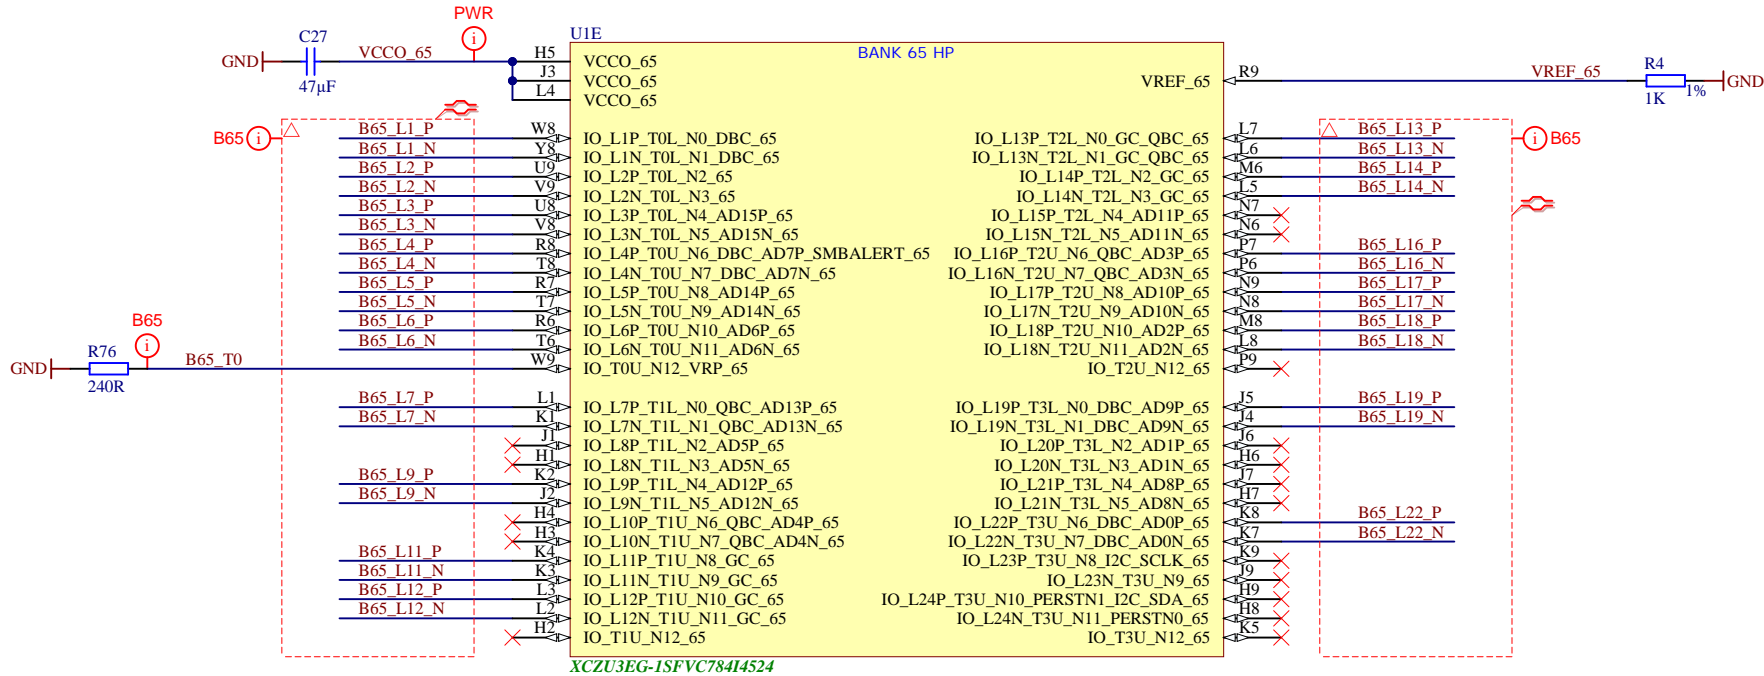 PWR
U1E
C27
GND
VCCO_65
47µF
BANK 65 HP
H5 VCCO_65
J3 VCCO_65
L4 VCCO_65
VREF_65 R9 VREF_65
R4
1K
1%
GND
B65
B65
B65_L1_P W8 IO_L1P_T0L_N0_DBC_65 IO_L13P_T2L_N0_GC_QBC_65 L7 B65_L13_P
B65_L1_N Y8 IO_L1N_T0L_N1_DBC_65 IO_L13N_T2L_N1_GC_QBC_65 L6 B65_L13_N
B65_L2_P U9 IO_L2P_T0L_N2_65 IO_L14P_T2L_N2_GC_65 M6 B65_L14_P
B65_L2_N V9 IO_L2N_T0L_N3_65 IO_L14N_T2L_N3_GC_65 L5 B65_L14_N
B65_L3_P U8 IO_L3P_T0L_N4_AD15P_65 IO_L15P_T2L_N4_AD11P_65 N7
B65_L3_N V8 IO_L3N_T0L_N5_AD15N_65 IO_L15N_T2L_N5_AD11N_65 N6
B65_L4_P R8 IO_L4P_T0U_N6_DBC_AD7P_SMBALERT_65 IO_L16P_T2U_N6_QBC_AD3P_65 P7 B65_L16_P
B65_L4_N T8 IO_L4N_T0U_N7_DBC_AD7N_65 IO_L16N_T2U_N7_QBC_AD3N_65 P6 B65_L16_N
B65_L5_P R7 IO_L5P_T0U_N8_AD14P_65 IO_L17P_T2U_N8_AD10P_65 N9 B65_L17_P
B65_L5_N T7 IO_L5N_T0U_N9_AD14N_65 IO_L17N_T2U_N9_AD10N_65 N8 B65_L17_N
B65_L6_P R6 IO_L6P_T0U_N10_AD6P_65 IO_L18P_T2U_N10_AD2P_65 M8 B65_L18_P
B65_L6_N T6 IO_L6N_T0U_N11_AD6N_65 IO_L18N_T2U_N11_AD2N_65 L8 B65_L18_N
B65
R76
GND
240R
B65_T0 W9 IO_T0U_N12_VRP_65 IO_T2U_N12_65 P9
B65_L7_P L1 IO_L7P_T1L_N0_QBC_AD13P_65 IO_L19P_T3L_N0_DBC_AD9P_65 J5 B65_L19_P
B65_L7_N K1 IO_L7N_T1L_N1_QBC_AD13N_65 IO_L19N_T3L_N1_DBC_AD9N_65 J4 B65_L19_N
J1 IO_L8P_T1L_N2_AD5P_65 IO_L20P_T3L_N2_AD1P_65 J6
H1 IO_L8N_T1L_N3_AD5N_65 IO_L20N_T3L_N3_AD1N_65 H6
B65_L9_P K2 IO_L9P_T1L_N4_AD12P_65 IO_L21P_T3L_N4_AD8P_65 J7
B65_L9_N J2 IO_L9N_T1L_N5_AD12N_65 IO_L21N_T3L_N5_AD8N_65 H7
H4 IO_L10P_T1U_N6_QBC_AD4P_65 IO_L22P_T3U_N6_DBC_AD0P_65 K8 B65_L22_P
H3 IO_L10N_T1U_N7_QBC_AD4N_65 IO_L22N_T3U_N7_DBC_AD0N_65 K7 B65_L22_N
B65_L11_P K4 IO_L11P_T1U_N8_GC_65 IO_L23P_T3U_N8_I2C_SCLK_65 K9
B65_L11_N K3 IO_L11N_T1U_N9_GC_65 IO_L23N_T3U_N9_65 J9
B65_L12_P L3 IO_L12P_T1U_N10_GC_65 IO_L24P_T3U_N10_PERSTN1_I2C_SDA_65 H9
B65_L12_N L2 IO_L12N_T1U_N11_GC_65 IO_L24N_T3U_N11_PERSTN0_65 H8
H2 IO_T1U_N12_65 IO_T3U_N12_65 K5
XCZU3EG-1SFVC784I4524